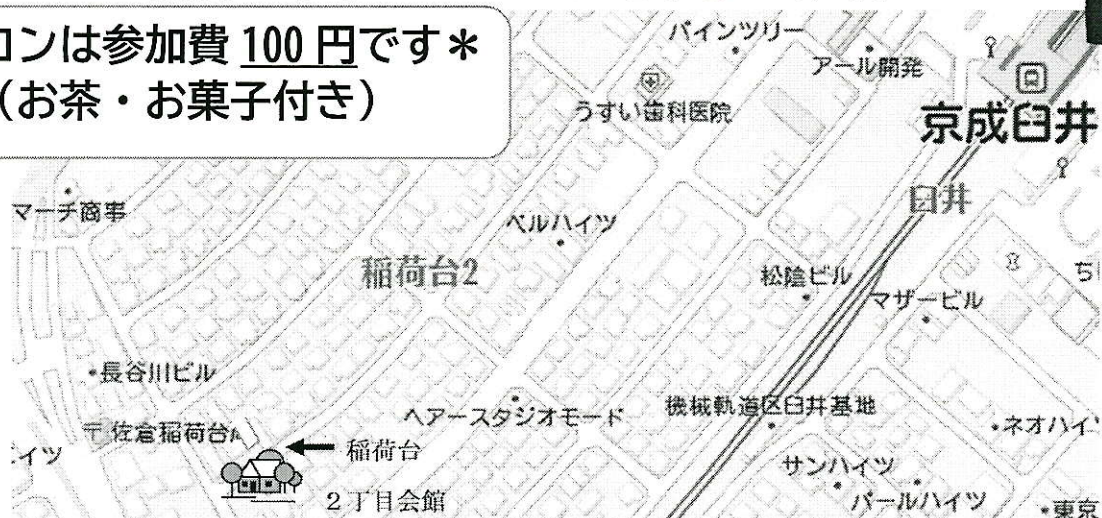 コンは参加費 100 円です＊
（お茶・お菓子付き）
パインツリー
アール開発
うすい歯科医院
京成臼井
臼井
マーチ商事
ベルハイツ
稲荷台2
松陰ビル
マザービル
ち
・長谷川ビル
ヘアースタジオモード
機械軌道区臼井基地
・ネオハイ
〒佐倉稲荷台
イツ
稲荷台
２丁目会館
サンハイツ
パールハイツ
・東京